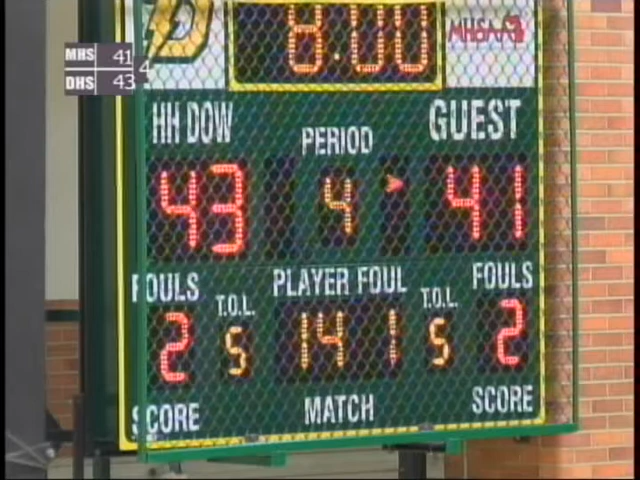 D 8:00 MHSAA
MHS 41
4
DHS 43
HH DOW PERIOD GUEST
43 4 41
FOULS T.O.L. PLAYER FOUL T.O.L. FOULS
2 5 14 1 5 2
SCORE MATCH SCORE